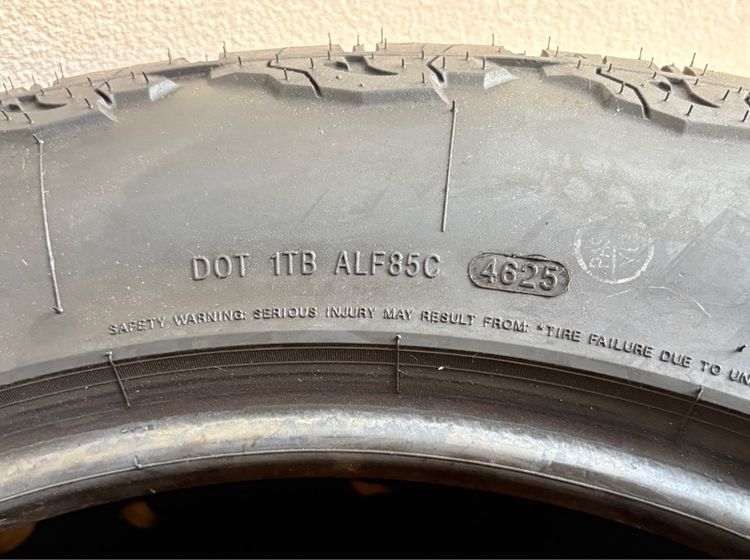 DOT 1TB ALF85C 4625
SAFETY WARNING: SERIOUS INJURY MAY RESULT FROM: "TIRE FAILURE DUE TO UN